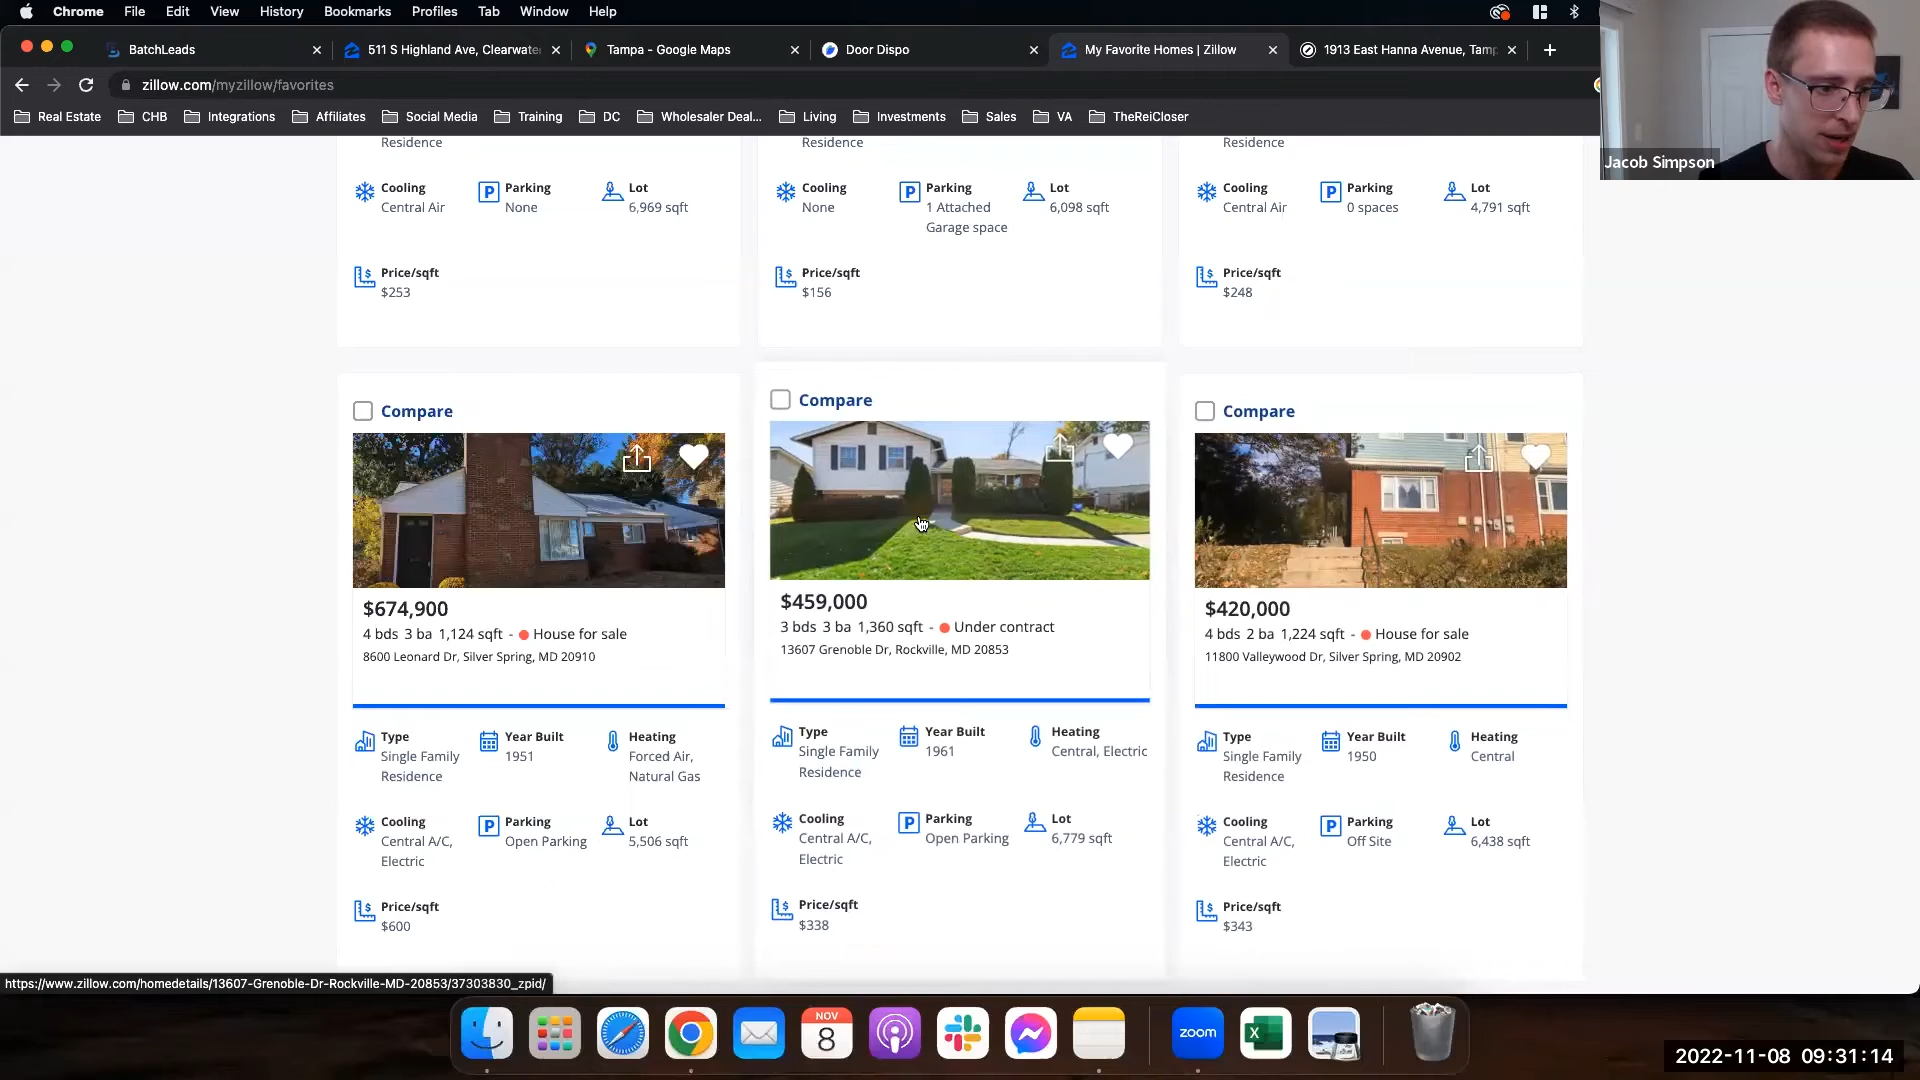 Chrome File Edit View History Bookmarks Profiles Tab Window Help
BatchLeads
511 S Highland Ave, Clearwate
Tampa - Google Maps
Door Dispo
My Favorite Homes | Zillow
1913 East Hanna Avenue, Tam
zillow.com/myzillow/favorites
Real Estate CHB Integrations Affiliates Social Media Training DC Wholesaler Deal... Living Investments Sales VA TheReiCloser
Jacob Simpson
Residence Residence Residence
Cooling Parking Lot Cooling Parking Lot Cooling Parking Lot
Central Air None 6,969 sqft None 1 Attached 6,098 sqft Central Air 0 spaces 4,791 sqft
Garage space
Price/sqft Price/sqft Price/sqft
$253 $156 $248
Compare
$674,900
4 bds 3 ba 1,124 sqft - House for sale
8600 Leonard Dr, Silver Spring, MD 20910
Type Year Built Heating
Single Family 1951 Forced Air,
Residence Natural Gas
Cooling Parking Lot
Central A/C, Open Parking 5,506 sqft
Electric
Price/sqft
$600
Compare
$459,000
3 bds 3 ba 1,360 sqft - Under contract
13607 Grenoble Dr, Rockville, MD 20853
Type Year Built Heating
Single Family 1961 Central, Electric
Residence
Cooling Parking Lot
Central A/C, Open Parking 6,779 sqft
Electric
Price/sqft
$338
Compare
$420,000
4 bds 2 ba 1,224 sqft - House for sale
11800 Valleywood Dr, Silver Spring, MD 20902
Type Year Built Heating
Single Family 1950 Central
Residence
Cooling Parking Lot
Central A/C, Off Site 6,438 sqft
Electric
Price/sqft
$343
https://www.zillow.com/homedetails/13607-Grenoble-Dr-Rockville-MD-20853/37303830_zpid/
NOV
8
zoom
2022-11-08 09:31:14